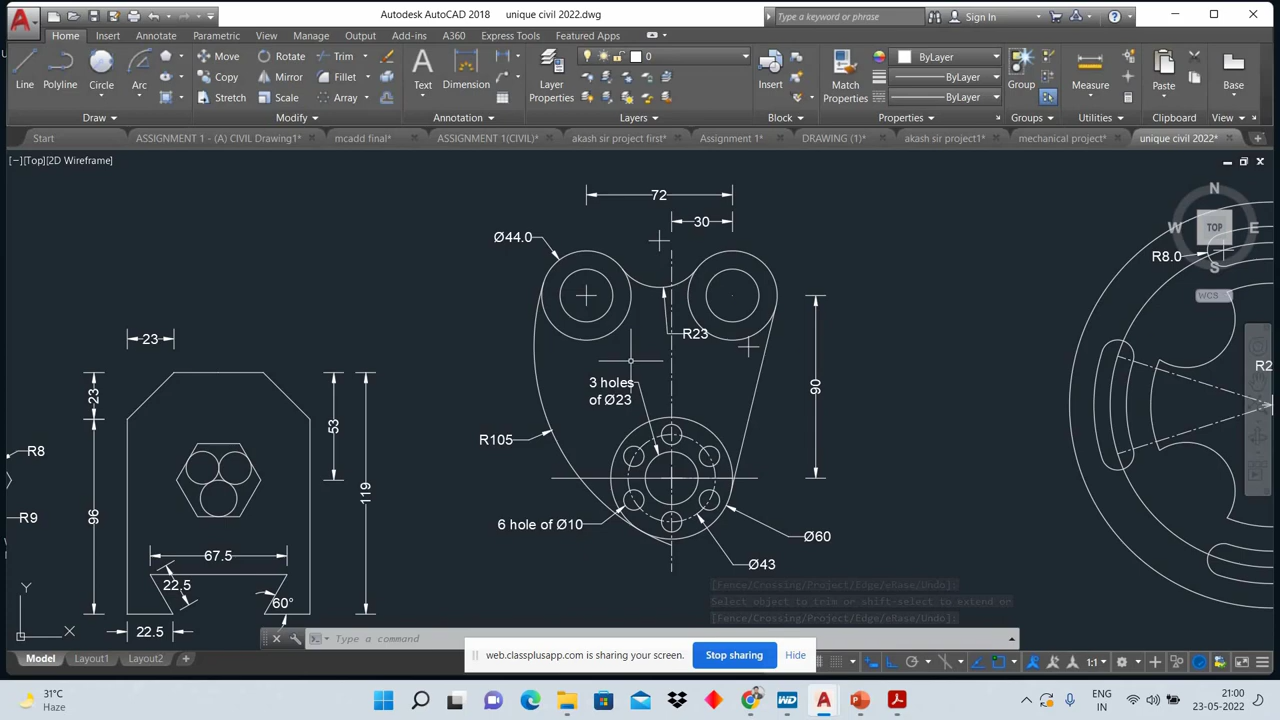 Autodesk AutoCAD 2018 unique civil 2022.dwg
Type a keyword or phrase
Sign In
Home Insert Annotate Parametric View Manage Output Add-ins A360 Express Tools Featured Apps
Line
Polyline
Circle
Arc
Move
Rotate
Trim
Copy
Mirror
Fillet
Stretch
Scale
Array
Text
Dimension
Layer
Properties
0
Insert
Match
Properties
ByLayer
ByLayer
ByLayer
Group
Measure
Paste
Base
Draw
Modify
Annotation
Layers
Block
Properties
Groups
Utilities
Clipboard
View
Start
ASSIGNMENT 1 - (A) CIVIL Drawing1*
mcadd final*
ASSIGNMENT 1(CIVIL)*
akash sir project first*
Assignment 1*
DRAWING (1)*
akash sir project1*
mechanical project*
unique civil 2022*
[−][Top][2D Wireframe]
N
W
TOP
E
S
WCS
72
30
Ø44.0
R23
3 holes
of Ø23
90
R105
6 hole of Ø10
Ø60
Ø43
23
23
96
53
119
67.5
22.5
60°
22.5
R8
R9
R8.0
R2
Y
X
[Fence/Crossing/Project/Edge/eRase/Undo]:
Select object to trim or shift-select to extend or
[Fence/Crossing/Project/Edge/eRase/Undo]:
Type a command
web.classplusapp.com is sharing your screen.
Stop sharing
Hide
Model
Layout1
Layout2
1:1
31°C
Haze
ENG
IN
21:00
23-05-2022